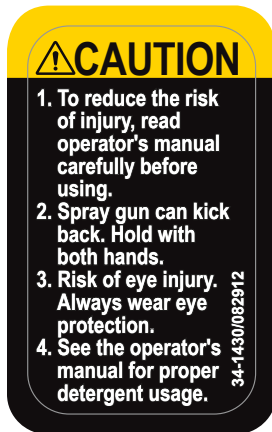 CAUTION
1. To reduce the risk
of injury, read
operator's manual
carefully before
using.
2. Spray gun can kick
back. Hold with
both hands.
3. Risk of eye injury.
Always wear eye
protection.
4. See the operator's
manual for proper
detergent usage.
34-1430/082912